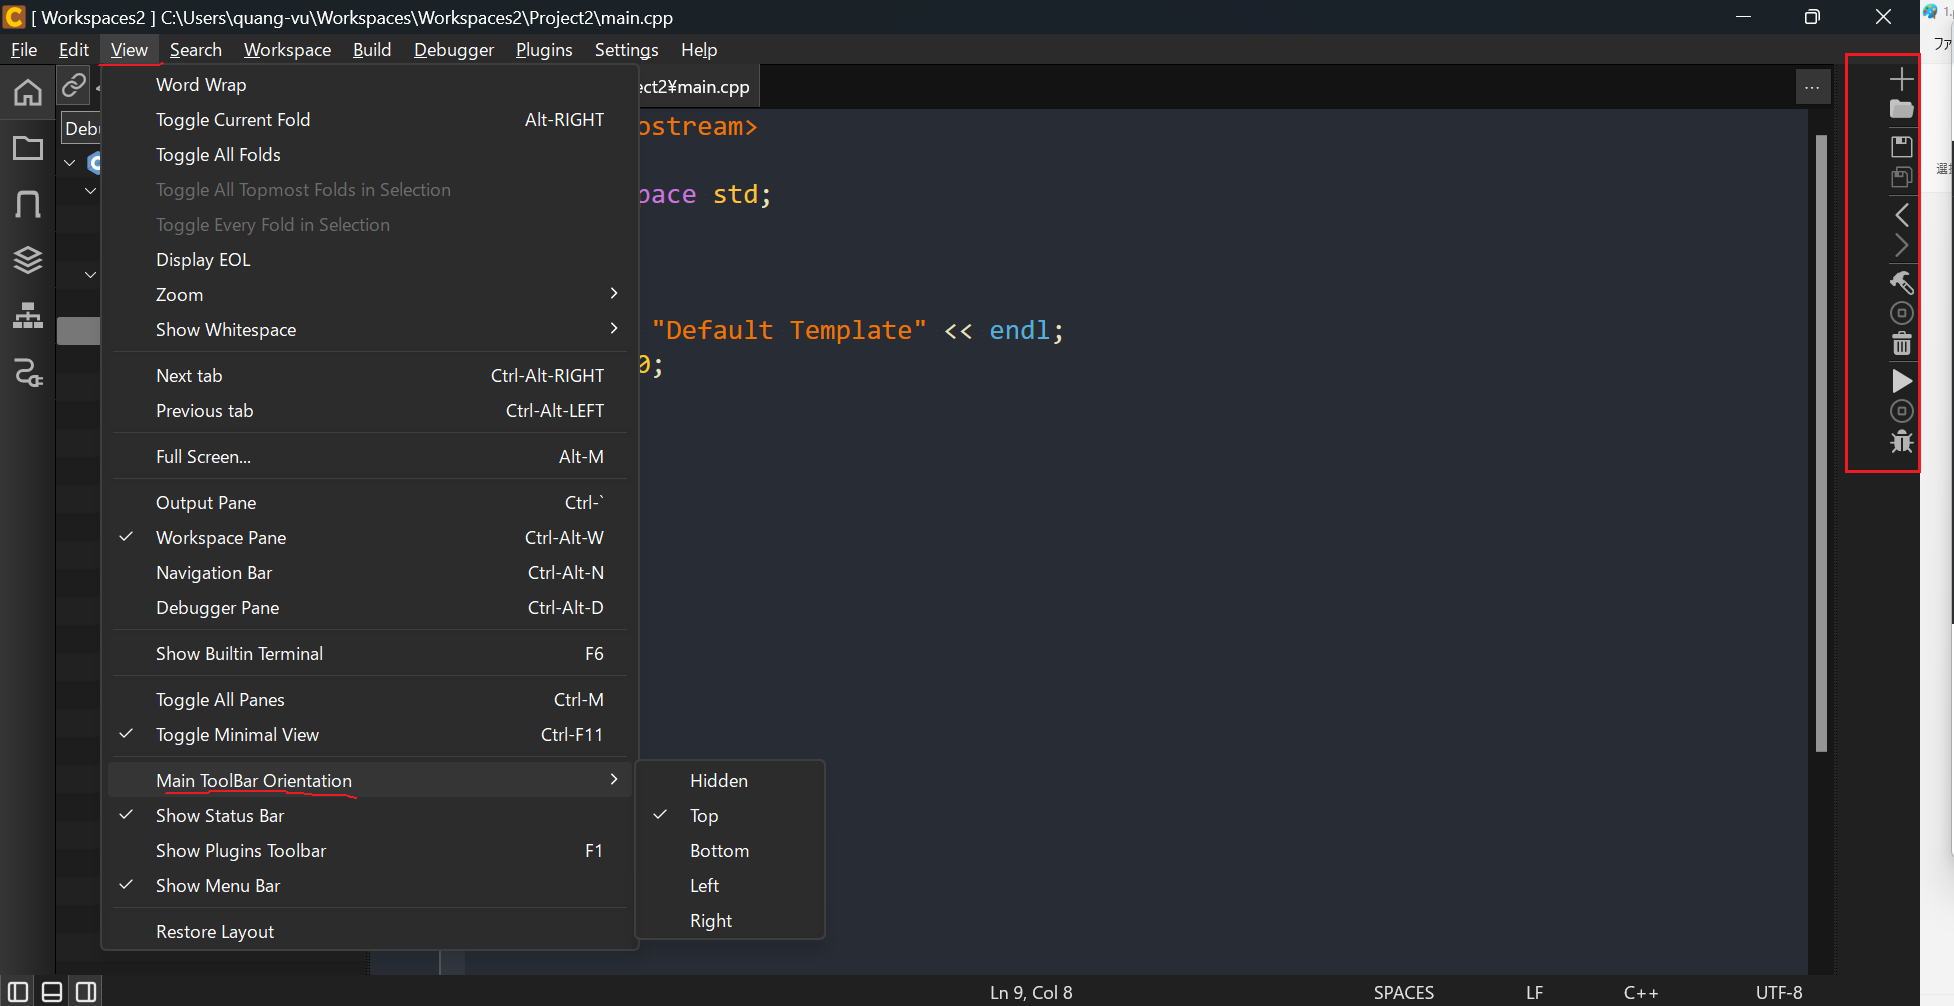 [ Workspaces2 ] C:\Users\quang-vu\Workspaces\Workspaces2\Project2\main.cpp
File Edit View Search Workspace Build Debugger Plugins Settings Help
ect2¥main.cpp
Debu
ostream>
pace std;
"Default Template" << endl;
0;
Word Wrap
Toggle Current Fold Alt-RIGHT
Toggle All Folds
Toggle All Topmost Folds in Selection
Toggle Every Fold in Selection
Display EOL
Zoom
Show Whitespace
Next tab Ctrl-Alt-RIGHT
Previous tab Ctrl-Alt-LEFT
Full Screen... Alt-M
Output Pane Ctrl-`
Workspace Pane Ctrl-Alt-W
Navigation Bar Ctrl-Alt-N
Debugger Pane Ctrl-Alt-D
Show Builtin Terminal F6
Toggle All Panes Ctrl-M
Toggle Minimal View Ctrl-F11
Main ToolBar Orientation
Show Status Bar
Show Plugins Toolbar F1
Show Menu Bar
Restore Layout
Hidden
Top
Bottom
Left
Right
Ln 9, Col 8 SPACES LF C++ UTF-8